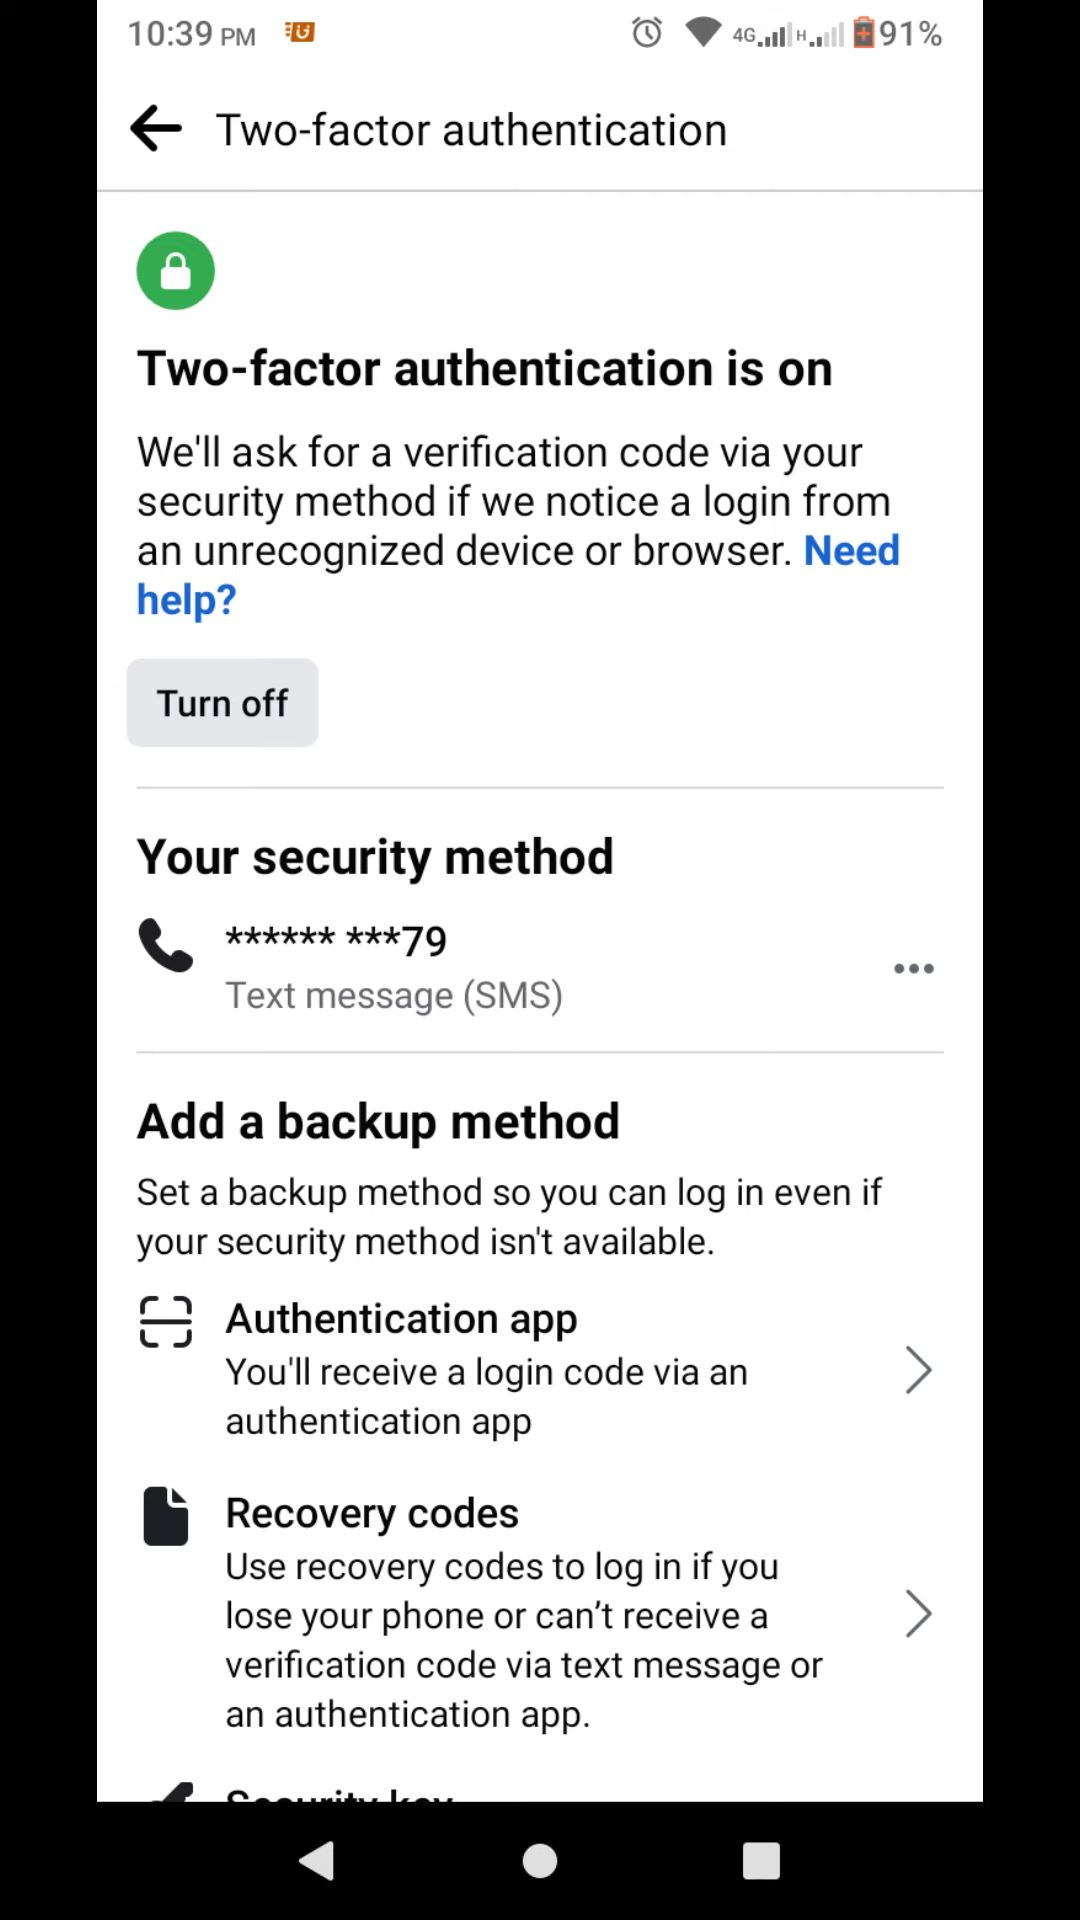 10:39 PM
4G
H
91%
Two-factor authentication
Two-factor authentication is on
We'll ask for a verification code via your
security method if we notice a login from
an unrecognized device or browser. Need
help?
Turn off
Your security method
****** ***79
Text message (SMS)
Add a backup method
Set a backup method so you can log in even if
your security method isn't available.
Authentication app
You'll receive a login code via an
authentication app
Recovery codes
Use recovery codes to log in if you
lose your phone or can’t receive a
verification code via text message or
an authentication app.
Security key